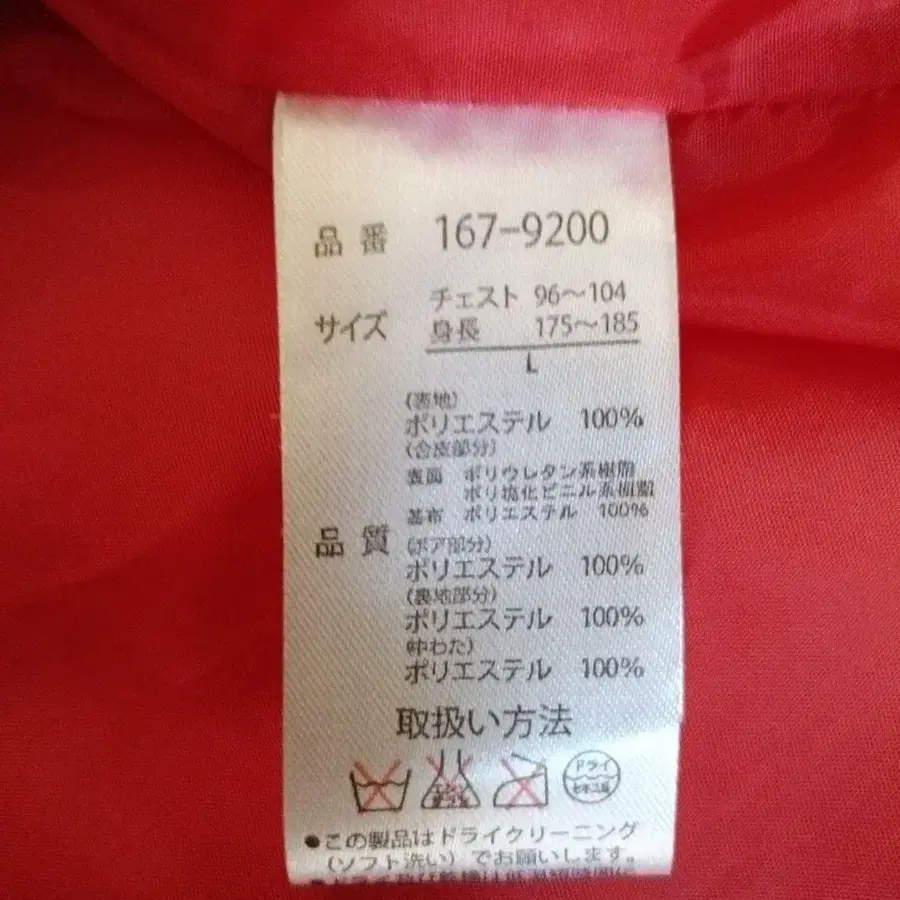 品番 167-9200
サイズ チェスト 96～104
身長 175～185
L
(表地)
ポリエステル 100%
(合皮部分)
表面 ポリウレタン系樹脂
ポリ塩化ビニル系樹脂
基布 ポリエステル 100%
品質 (ボア部分)
ポリエステル 100%
(裏地部分)
ポリエステル 100%
(中わた)
ポリエステル 100%
取扱い方法
ドライ
セキユ系
●この製品はドライクリーニング
(ソフト洗い)でお願いします。